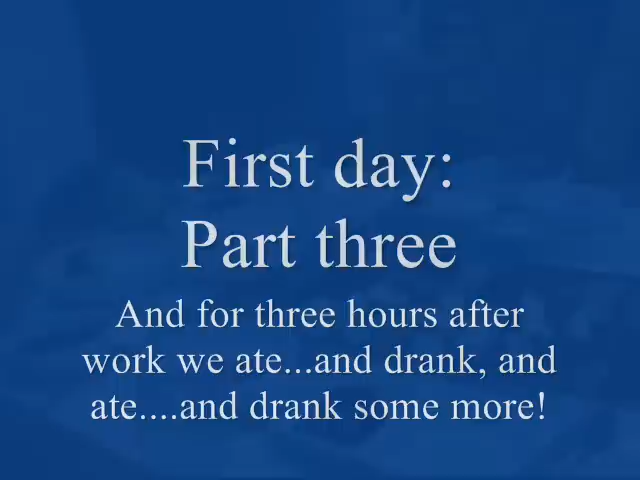 First day:
Part three
And for three hours after
work we ate...and drank, and
ate....and drank some more!